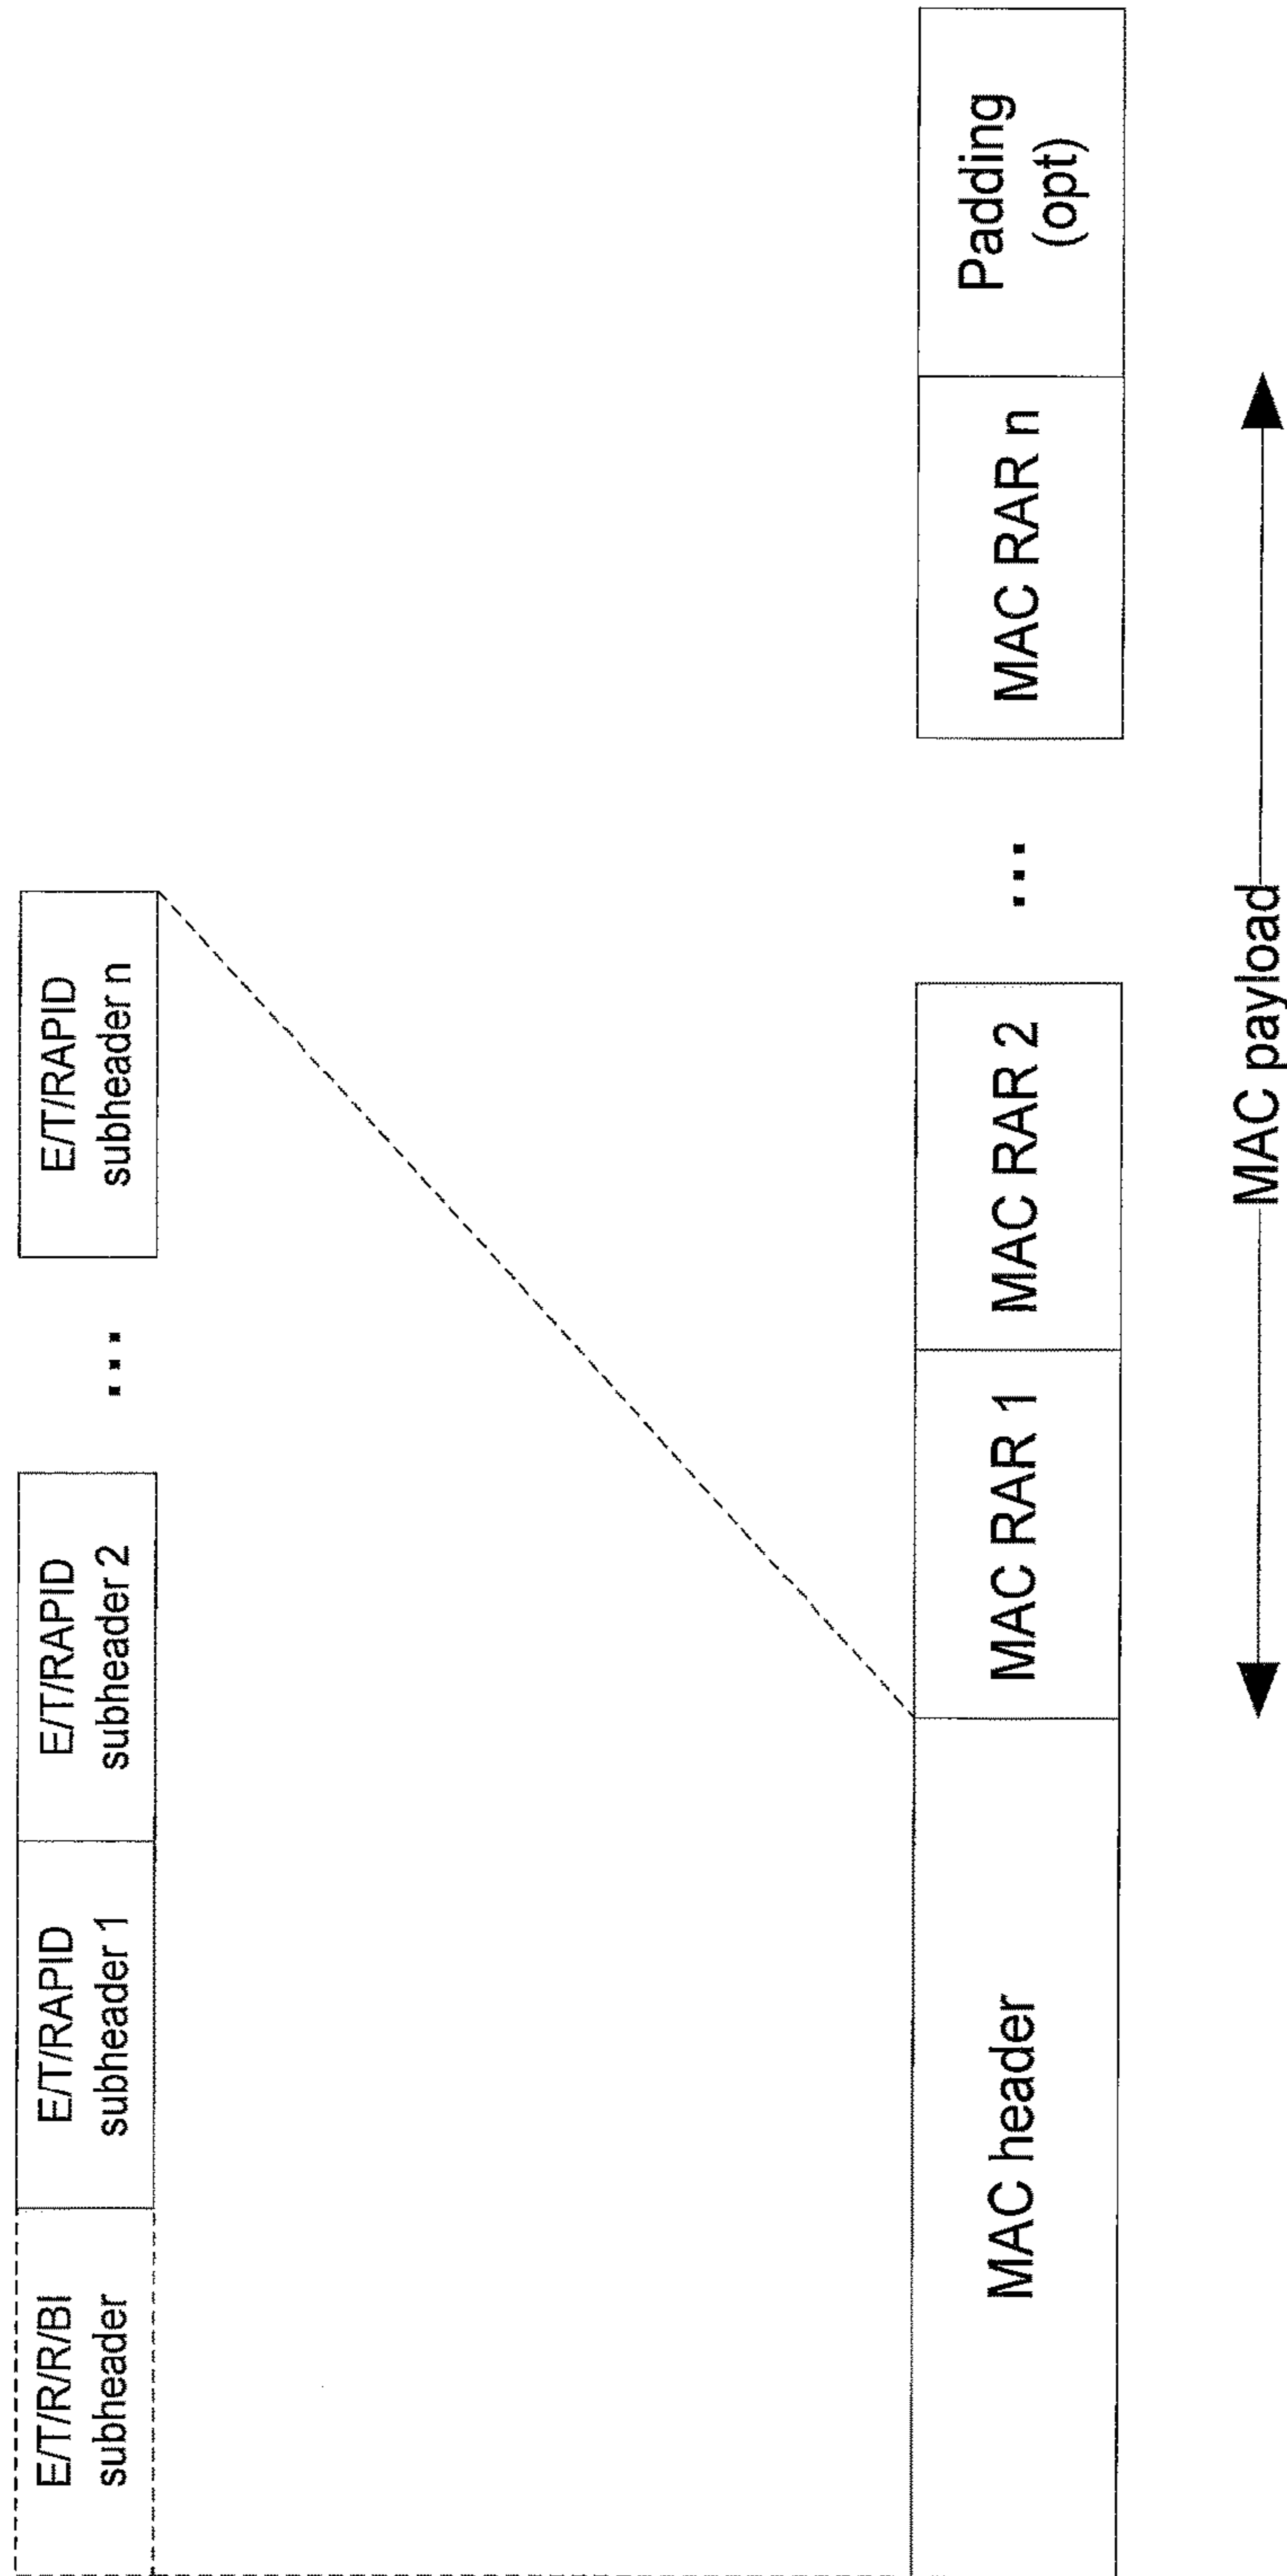 E/T/R/R/BI
subheader
E/T/RAPID
subheader 1
E/T/RAPID
subheader 2
...
E/T/RAPID
subheader n
MAC header
MAC RAR 1
MAC RAR 2
...
MAC RAR n
Padding
(opt)
MAC payload